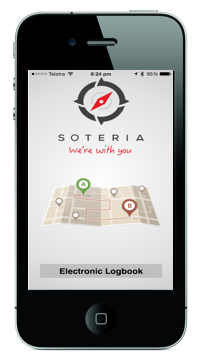 Telstra 8:24 pm 95%
SOTERIA
We're with you
A
B
Electronic Logbook